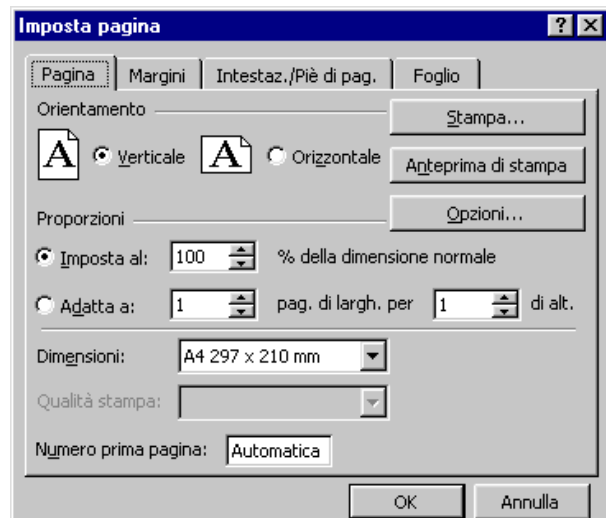 Imposta pagina
Pagina Margini Intestaz./Piè di pag. Foglio
Orientamento
Stampa...
A Verticale A Orizzontale
Anteprima di stampa
Proporzioni
Opzioni...
Imposta al: 100 % della dimensione normale
Adatta a: 1 pag. di largh. per 1 di alt.
Dimensioni: A4 297 x 210 mm
Qualità stampa:
Numero prima pagina: Automatica
OK Annulla